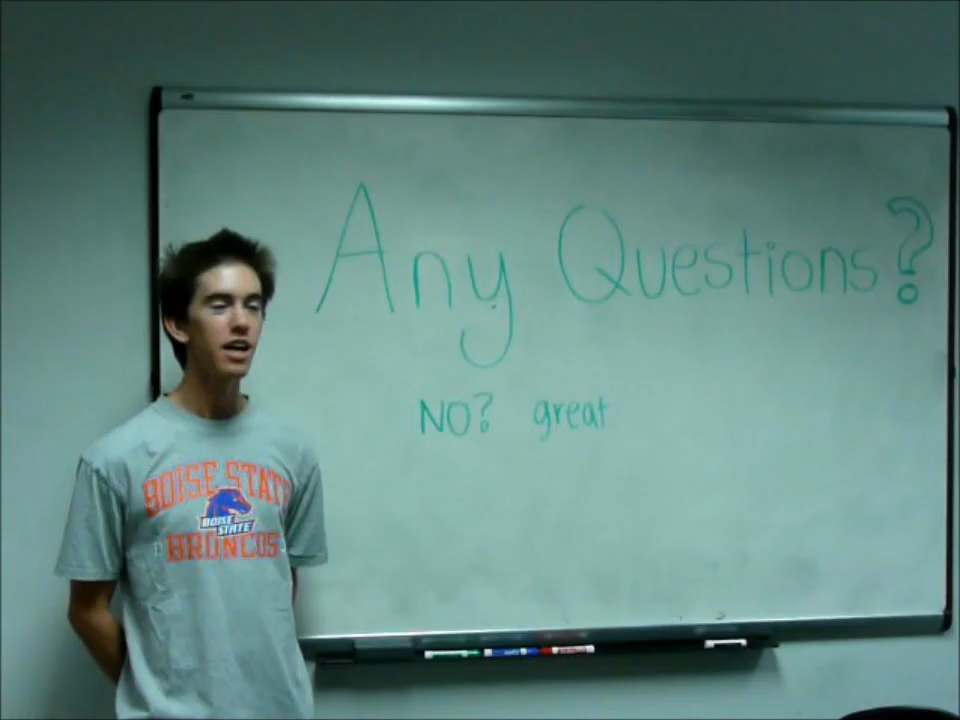 Any Questions?
NO? great
BOISE STATE
BOISE
STATE
BRONCOS